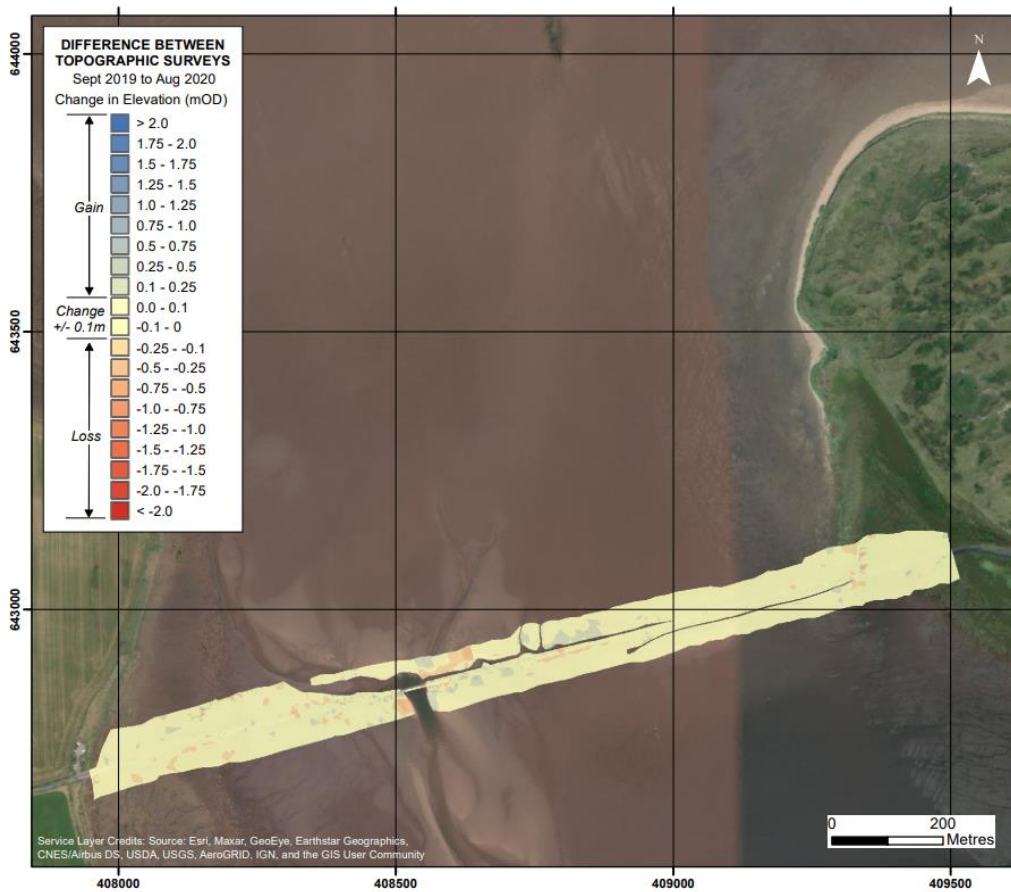 DIFFERENCE BETWEEN
TOPOGRAPHIC SURVEYS
Sept 2019 to Aug 2020
Change in Elevation (mOD)
> 2.0
1.75 - 2.0
1.5 - 1.75
1.25 - 1.5
Gain
1.0 - 1.25
0.75 - 1.0
0.5 - 0.75
0.25 - 0.5
0.1 - 0.25
Change
+/- 0.1m
0.0 - 0.1
-0.1 - 0
-0.25 - -0.1
-0.5 - -0.25
-0.75 - -0.5
-1.0 - -0.75
Loss
-1.25 - -1.0
-1.5 - -1.25
-1.75 - -1.5
-2.0 - -1.75
< -2.0
N
644000
643500
643000
0 200
Metres
Service Layer Credits: Source: Esri, Maxar, GeoEye, Earthstar Geographics,
CNES/Airbus DS, USDA, USGS, AeroGRID, IGN, and the GIS User Community
408000 408500 409000 409500